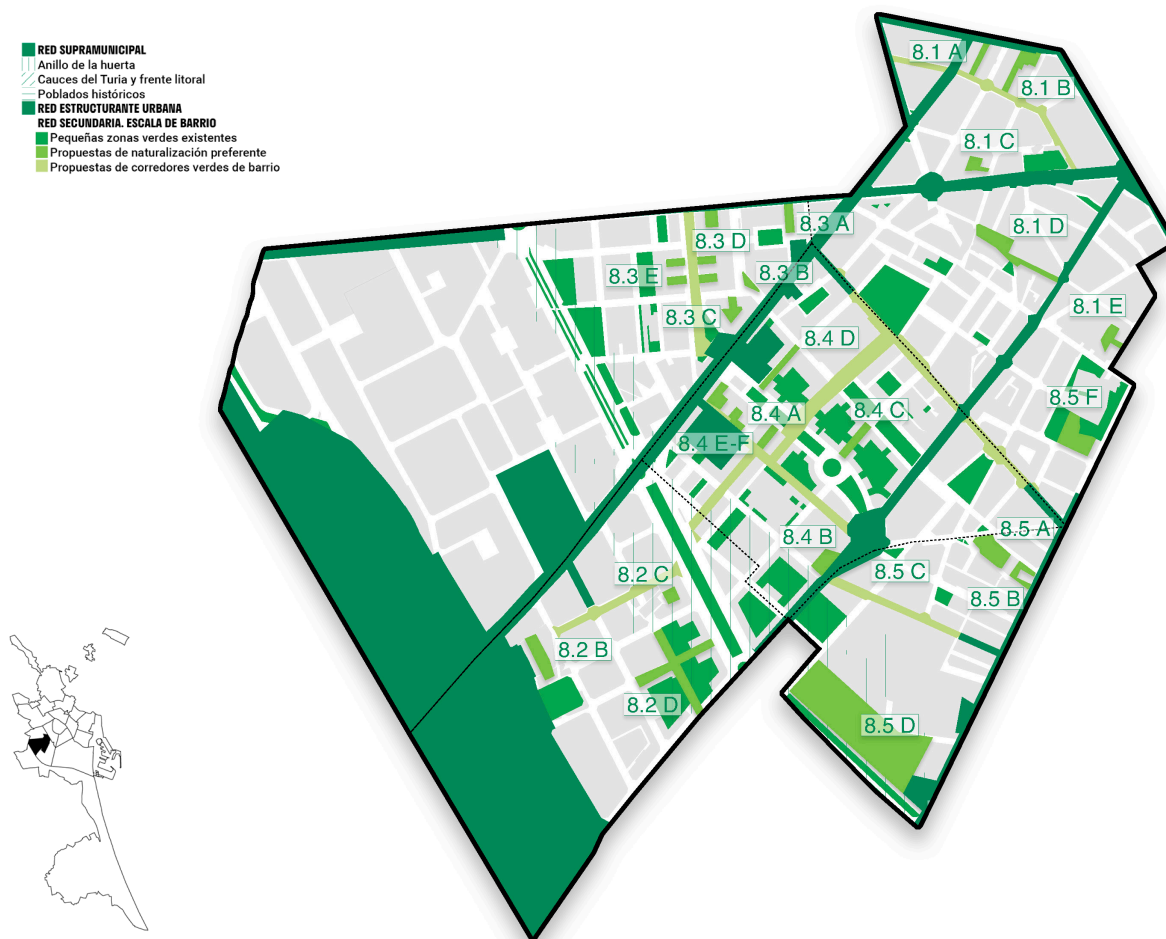 RED SUPRAMUNICIPAL
Anillo de la huerta
Cauces del Turia y frente litoral
Poblados históricos
RED ESTRUCTURANTE URBANA
RED SECUNDARIA. ESCALA DE BARRIO
Pequeñas zonas verdes existentes
Propuestas de naturalización preferente
Propuestas de corredores verdes de barrio
8.1 A
8.1 B
8.1 C
8.1 D
8.3 A
8.3 D
8.3 B
8.3 E
8.1 E
8.3 C
8.4 D
8.5 F
8.4 A
8.4 C
8.4 E-F
8.5 A
8.4 B
8.2 C
8.5 C
8.5 B
8.2 B
8.2 D
8.5 D